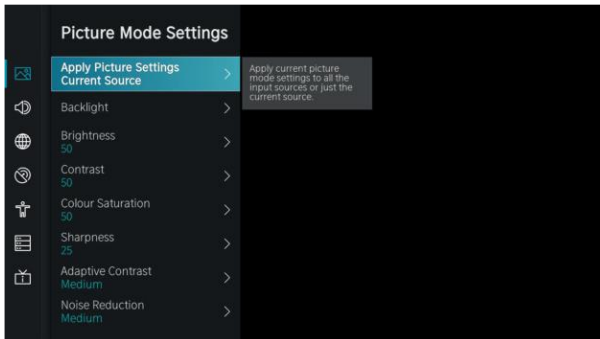 Picture Mode Settings
Apply Picture Settings
Current Source
Apply current picture
mode settings to all the
input sources or just the
current source.
Backlight
Brightness
50
Contrast
50
Colour Saturation
50
Sharpness
25
Adaptive Contrast
Medium
Noise Reduction
Medium